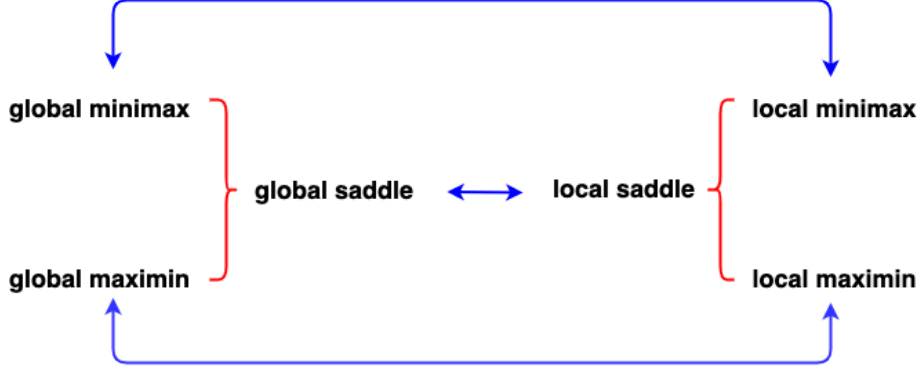 global minimax
local minimax
global saddle
local saddle
global maximin
local maximin